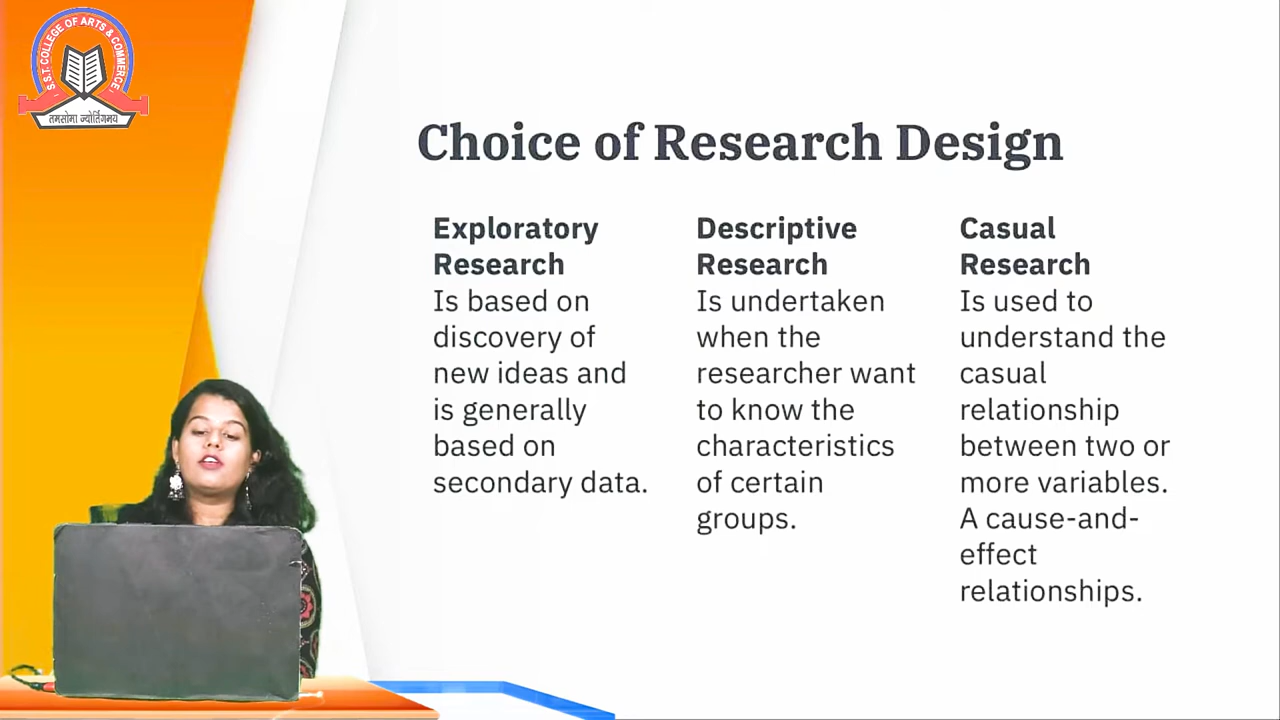 S.S.T. COLLEGE OF ARTS & COMMERCE
तमसोमा ज्योर्तिगमय
Choice of Research Design
Exploratory
Research
Is based on
discovery of
new ideas and
is generally
based on
secondary data.
Descriptive
Research
Is undertaken
when the
researcher want
to know the
characteristics
of certain
groups.
Casual
Research
Is used to
understand the
casual
relationship
between two or
more variables.
A cause-and-
effect
relationships.